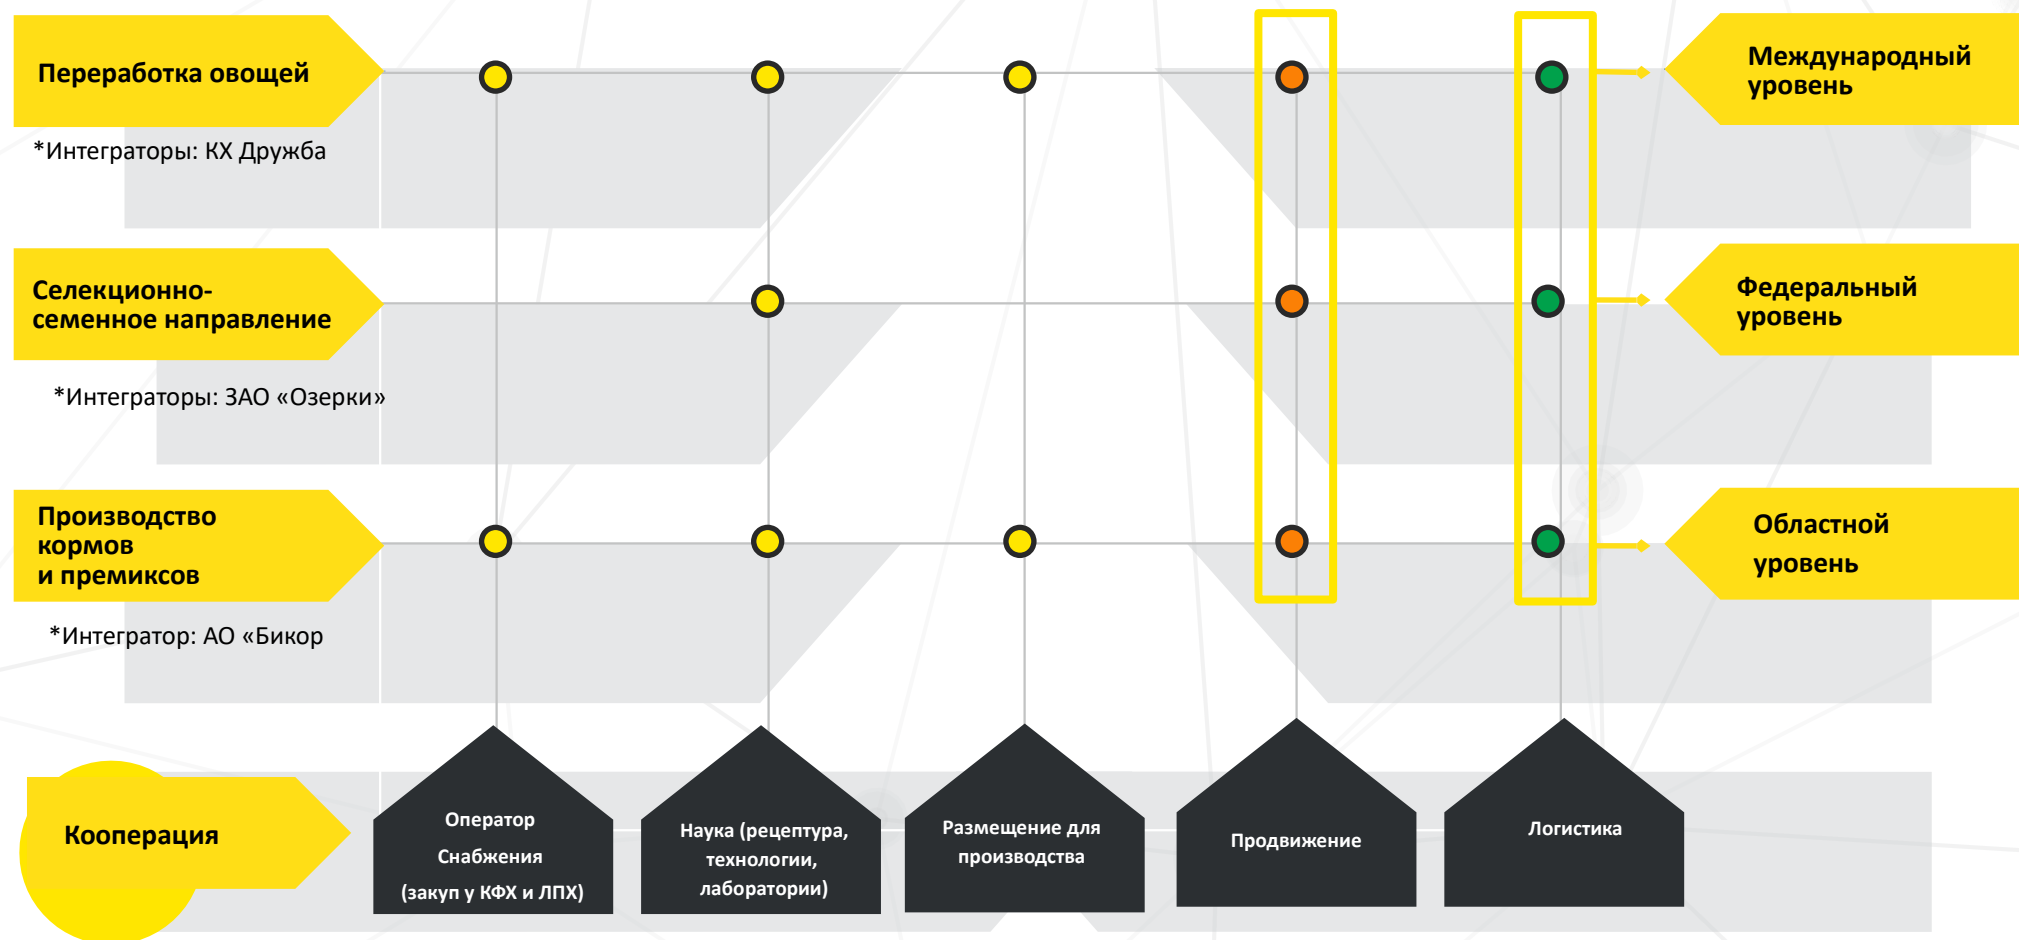 Переработка овощей
Международный
уровень
*Интеграторы: КХ Дружба
Селекционно-
семенное направление
Федеральный
уровень
*Интеграторы: ЗАО «Озерки»
Производство
кормов
и премиксов
Областной
уровень
*Интегратор: АО «Бикор
Кооперация
Оператор
Снабжения
(закуп у КФХ и ЛПХ)
Наука (рецептура,
технологии,
лаборатории)
Размещение для
производства
Продвижение
Логистика